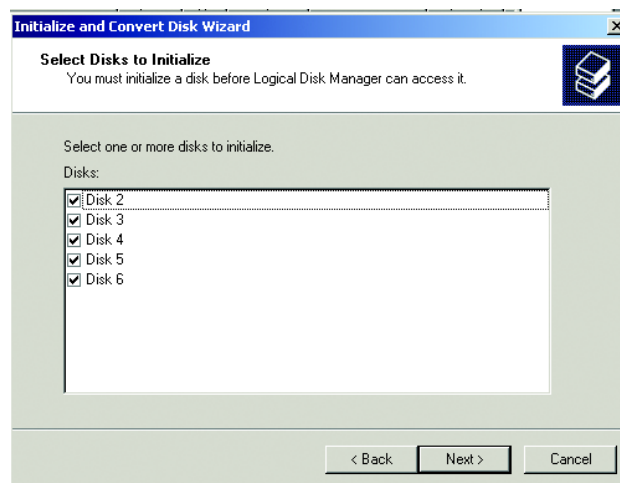 Initialize and Convert Disk Wizard
Select Disks to Initialize
You must initialize a disk before Logical Disk Manager can access it.
Select one or more disks to initialize.
Disks:
Disk 2
Disk 3
Disk 4
Disk 5
Disk 6
< Back
Next >
Cancel